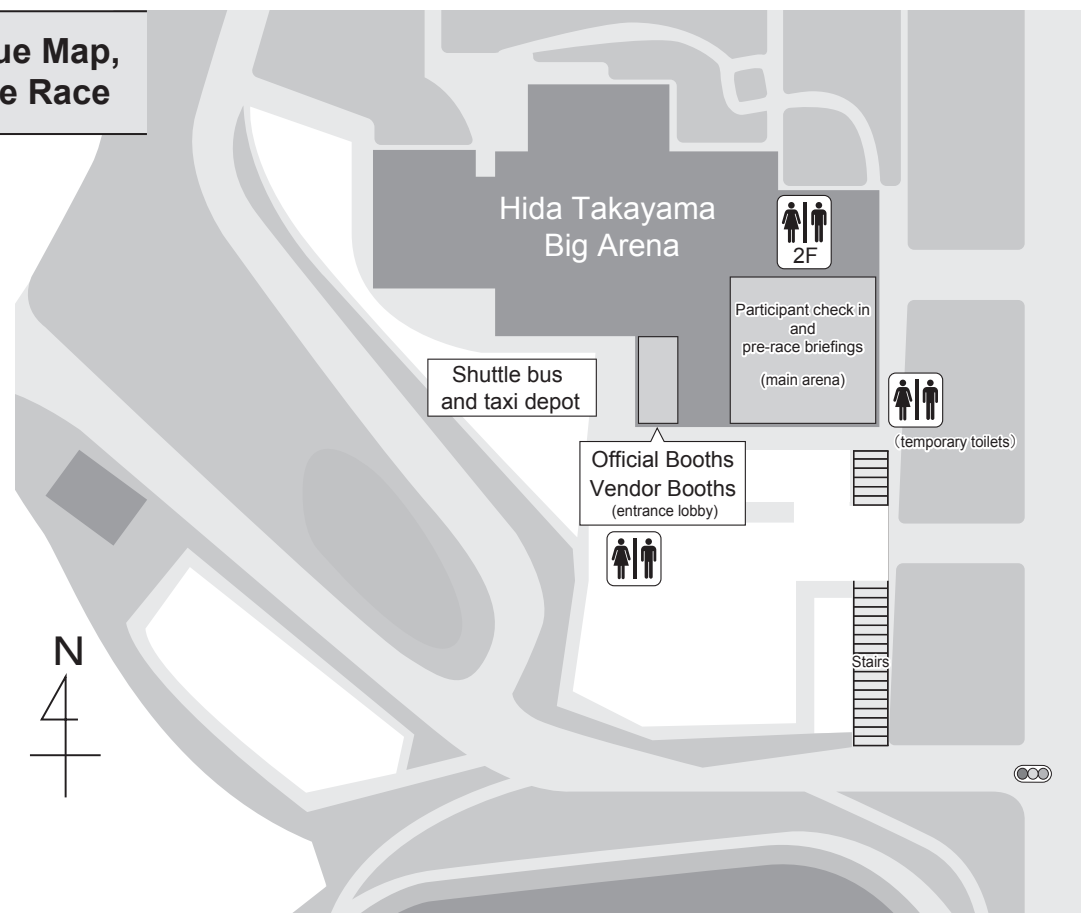 ue Map,
e Race
Hida Takayama
Big Arena
2F
Participant check in
and
pre-race briefings
(main arena)
Shuttle bus
and taxi depot
(temporary toilets)
Official Booths
Vendor Booths
(entrance lobby)
N
Stairs